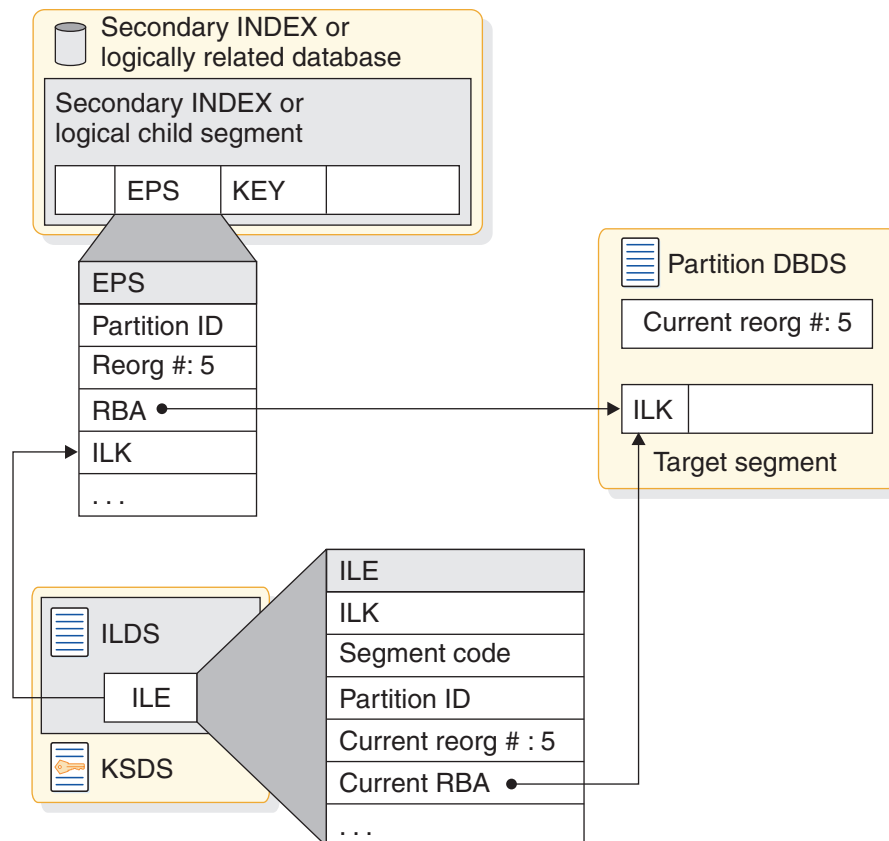 Secondary INDEX or
logically related database
Secondary INDEX or
logical child segment
EPS KEY
EPS
Partition ID
Reorg #: 5
RBA
ILK
. . .
Partition DBDS
Current reorg #: 5
ILK
Target segment
ILDS
ILE
KSDS
ILE
ILK
Segment code
Partition ID
Current reorg # : 5
Current RBA
. . .